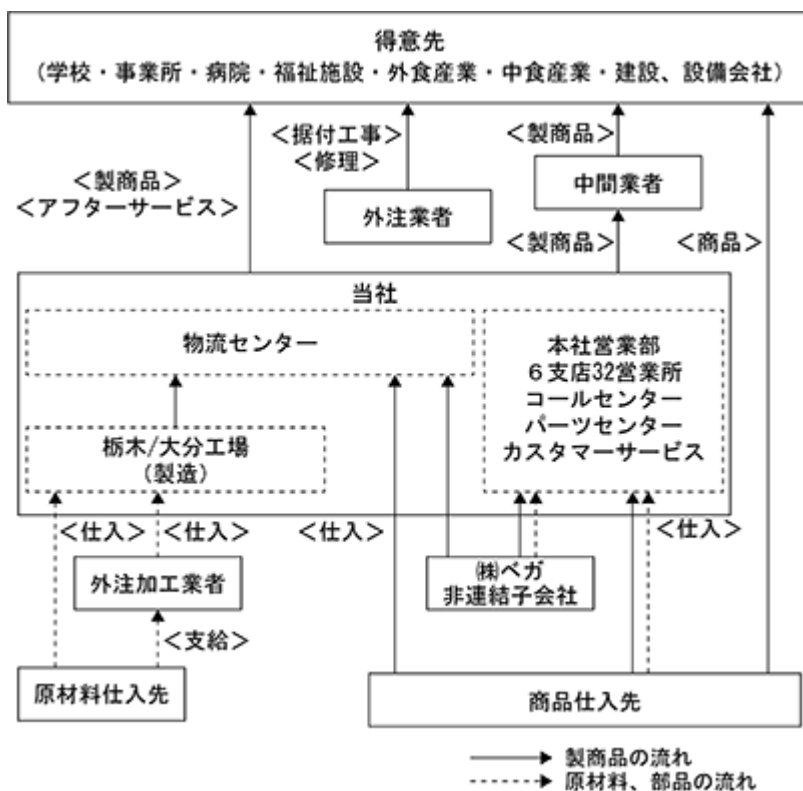 得意先
（学校・事業所・病院・福祉施設・外食産業・中食産業・建設、設備会社）
＜据付工事＞
＜修理＞
＜製商品＞
＜製商品＞
＜アフターサービス＞
外注業者
中間業者
＜製商品＞
＜商品＞
当社
物流センター
本社営業部
６支店32営業所
コールセンター
パーツセンター
カスタマーサービス
栃木/大分工場
（製造）
＜仕入＞
＜仕入＞
＜仕入＞
＜仕入＞
外注加工業者
㈱ベガ
非連結子会社
＜支給＞
原材料仕入先
商品仕入先
製商品の流れ
原材料、部品の流れ